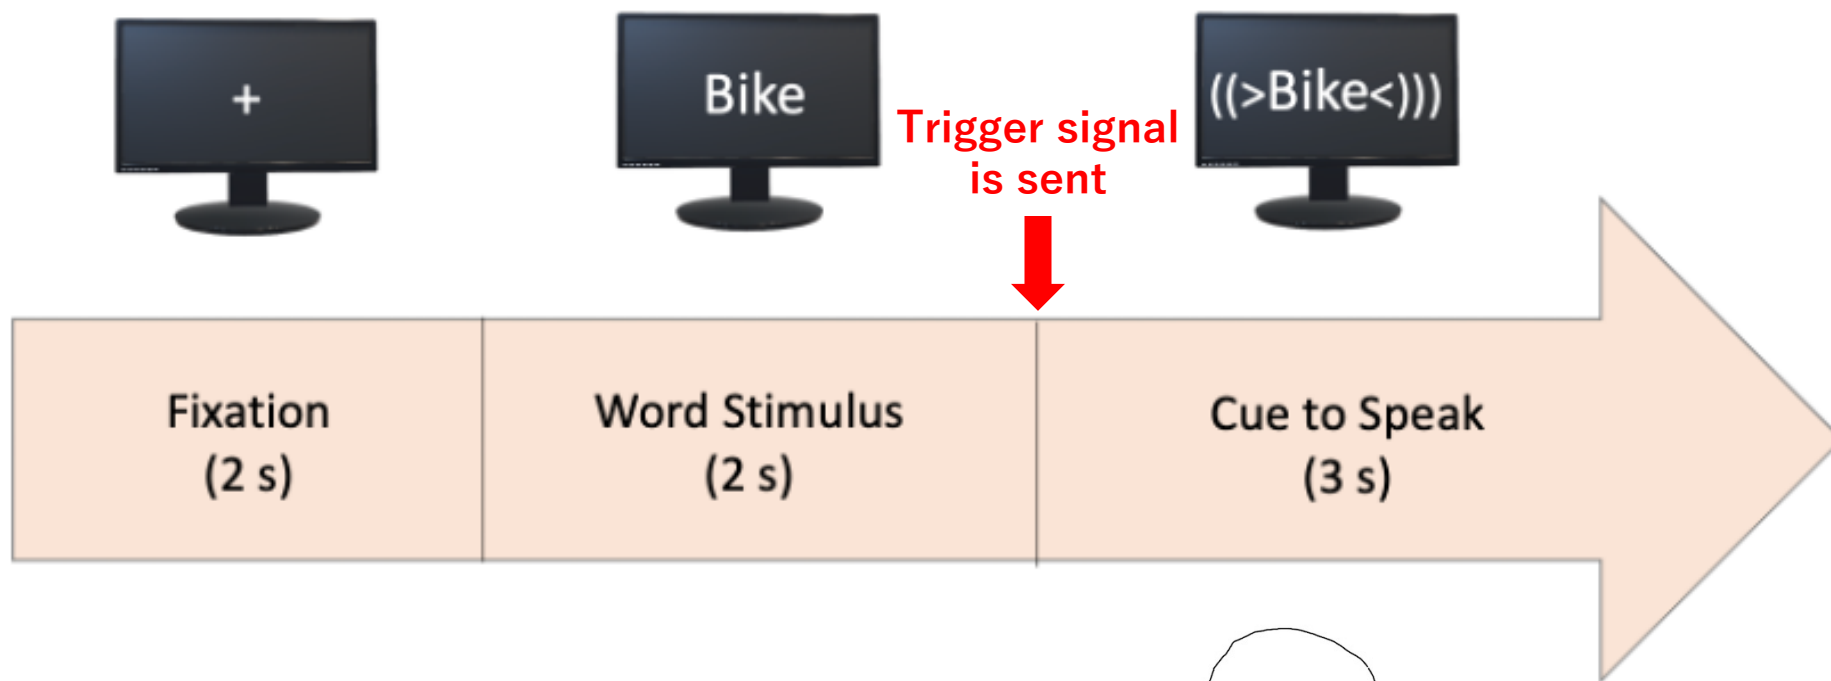 +
Bike
Trigger signal
is sent
((>Bike<)))
Fixation
(2 s)
Word Stimulus
(2 s)
Cue to Speak
(3 s)